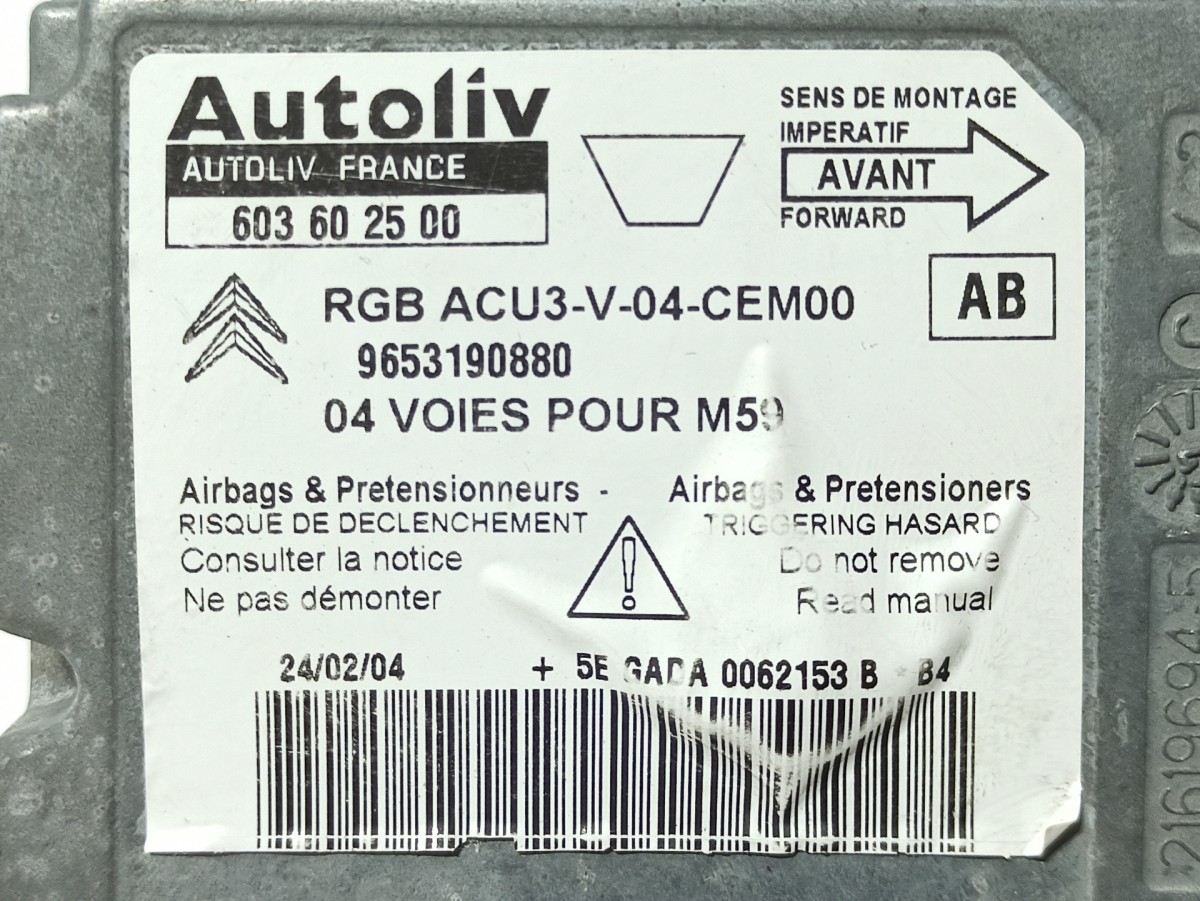 Autoliv
AUTOLIV FRANCE
603 60 25 00
SENS DE MONTAGE
IMPERATIF
AVANT
FORWARD
AB
RGB ACU3-V-04-CEM00
9653190880
04 VOIES POUR M59
Airbags & Pretensionneurs - Airbags & Pretensioners
RISQUE DE DECLENCHEMENT TRIGGERING HASARD
Consulter la notice Do not remove
Ne pas démonter Read manual
24/02/04 + 5E GADA 0062153 B B4